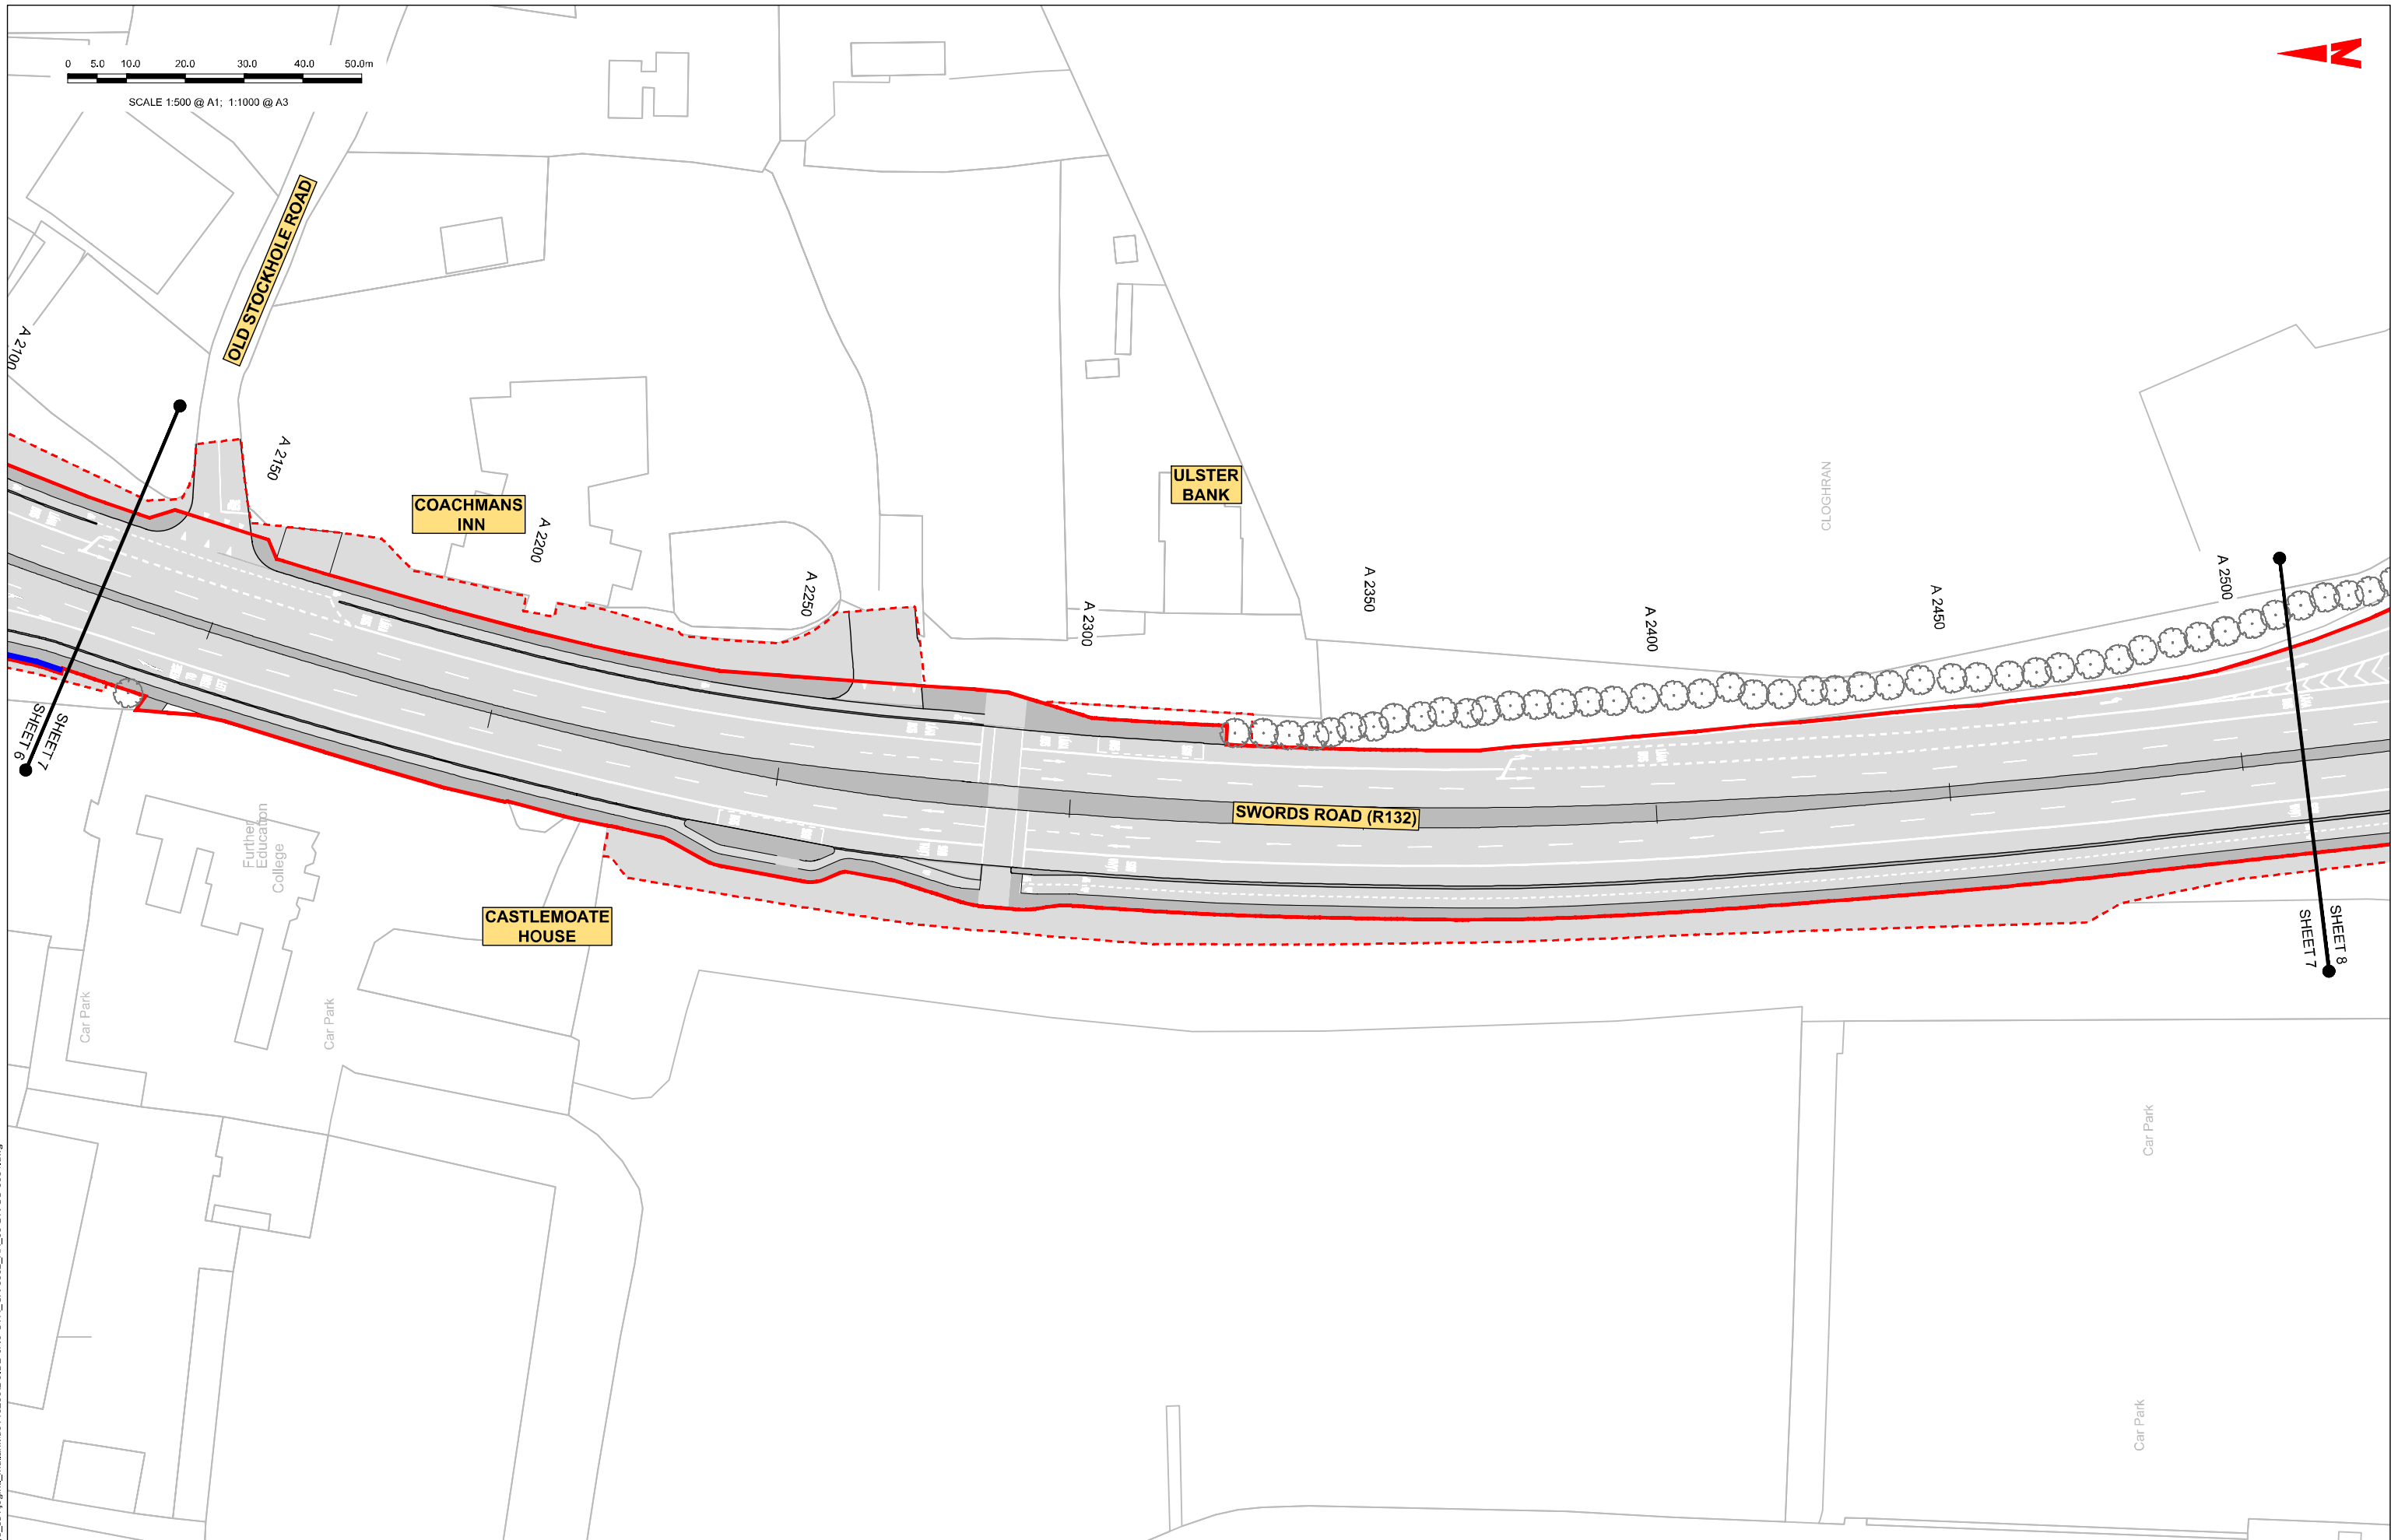 0 5.0 10.0 20.0 30.0 40.0 50.0m
SCALE 1:500 @ A1; 1:1000 @ A3
N
OLD STOCKHOLE ROAD
A 2100
A 2150
COACHMANS
INN
A 2200
A 2250
ULSTER
BANK
A 2300
A 2350
A 2400
A 2450
A 2500
CLOGHRAN
SWORDS ROAD (R132)
SHEET 6
SHEET 7
Further
Education
College
CASTLEMOATE
HOUSE
SHEET 8
SHEET 7
Car Park
Car Park
Car Park
Car Park